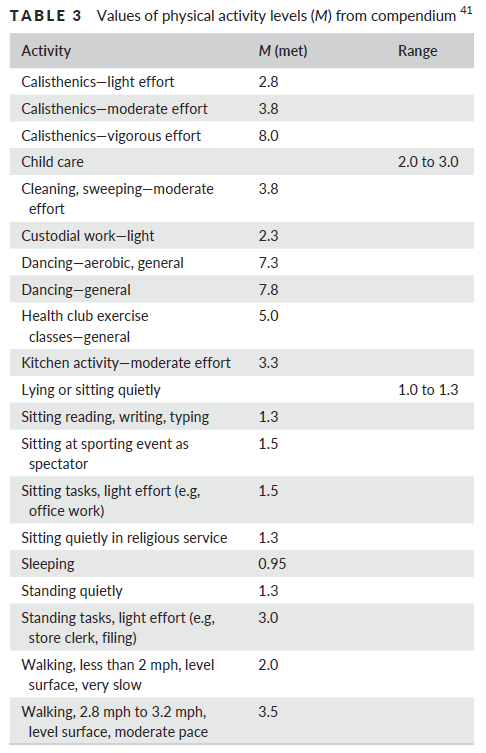 TABLE 3 Values of physical activity levels (M) from compendium 41
Activity M (met) Range
Calisthenics—light effort 2.8
Calisthenics—moderate effort 3.8
Calisthenics—vigorous effort 8.0
Child care 2.0 to 3.0
Cleaning, sweeping—moderate 3.8
effort
Custodial work—light 2.3
Dancing—aerobic, general 7.3
Dancing—general 7.8
Health club exercise 5.0
classes—general
Kitchen activity—moderate effort 3.3
Lying or sitting quietly 1.0 to 1.3
Sitting reading, writing, typing 1.3
Sitting at sporting event as 1.5
spectator
Sitting tasks, light effort (e.g, 1.5
office work)
Sitting quietly in religious service 1.3
Sleeping 0.95
Standing quietly 1.3
Standing tasks, light effort (e.g, 3.0
store clerk, filing)
Walking, less than 2 mph, level 2.0
surface, very slow
Walking, 2.8 mph to 3.2 mph, 3.5
level surface, moderate pace